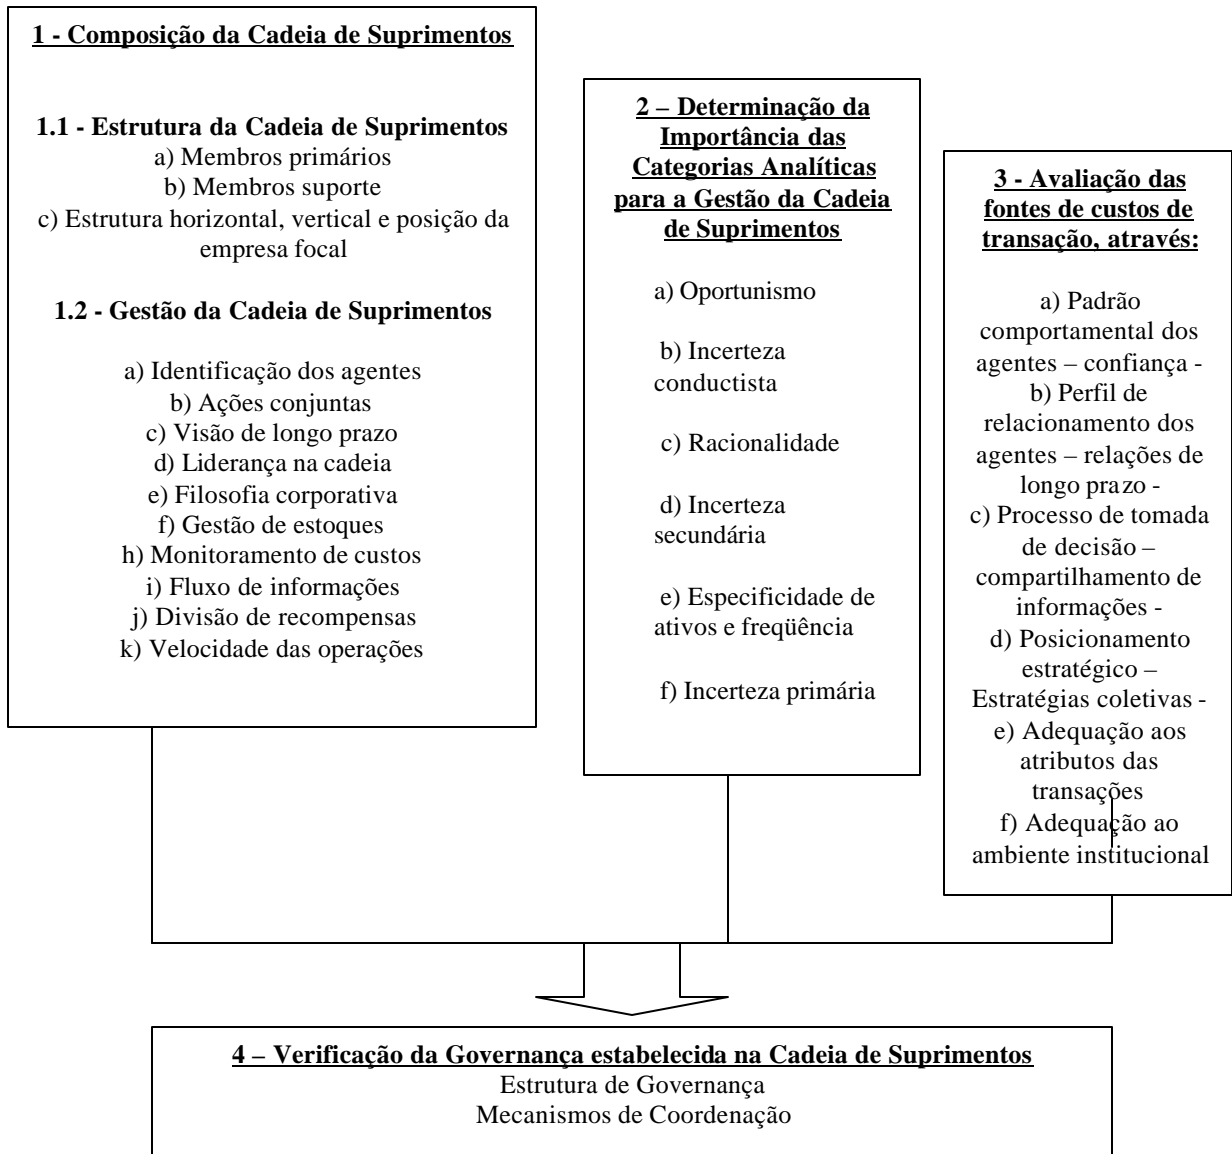 1 - Composição da Cadeia de Suprimentos
1.1 - Estrutura da Cadeia de Suprimentos
a) Membros primários
b) Membros suporte
c) Estrutura horizontal, vertical e posição da
empresa focal
1.2 - Gestão da Cadeia de Suprimentos
a) Identificação dos agentes
b) Ações conjuntas
c) Visão de longo prazo
d) Liderança na cadeia
e) Filosofia corporativa
f) Gestão de estoques
h) Monitoramento de custos
i) Fluxo de informações
j) Divisão de recompensas
k) Velocidade das operações
2 – Determinação da
Importância das
Categorias Analíticas
para a Gestão da Cadeia
de Suprimentos
a) Oportunismo
b) Incerteza
conductista
c) Racionalidade
d) Incerteza
secundária
e) Especificidade de
ativos e freqüência
f) Incerteza primária
3 - Avaliação das
fontes de custos de
transação, através:
a) Padrão
comportamental dos
agentes – confiança -
b) Perfil de
relacionamento dos
agentes – relações de
longo prazo -
c) Processo de tomada
de decisão –
compartilhamento de
informações -
d) Posicionamento
estratégico –
Estratégias coletivas -
e) Adequação aos
atributos das
transações
f) Adequação ao
ambiente institucional
4 – Verificação da Governança estabelecida na Cadeia de Suprimentos
Estrutura de Governança
Mecanismos de Coordenação